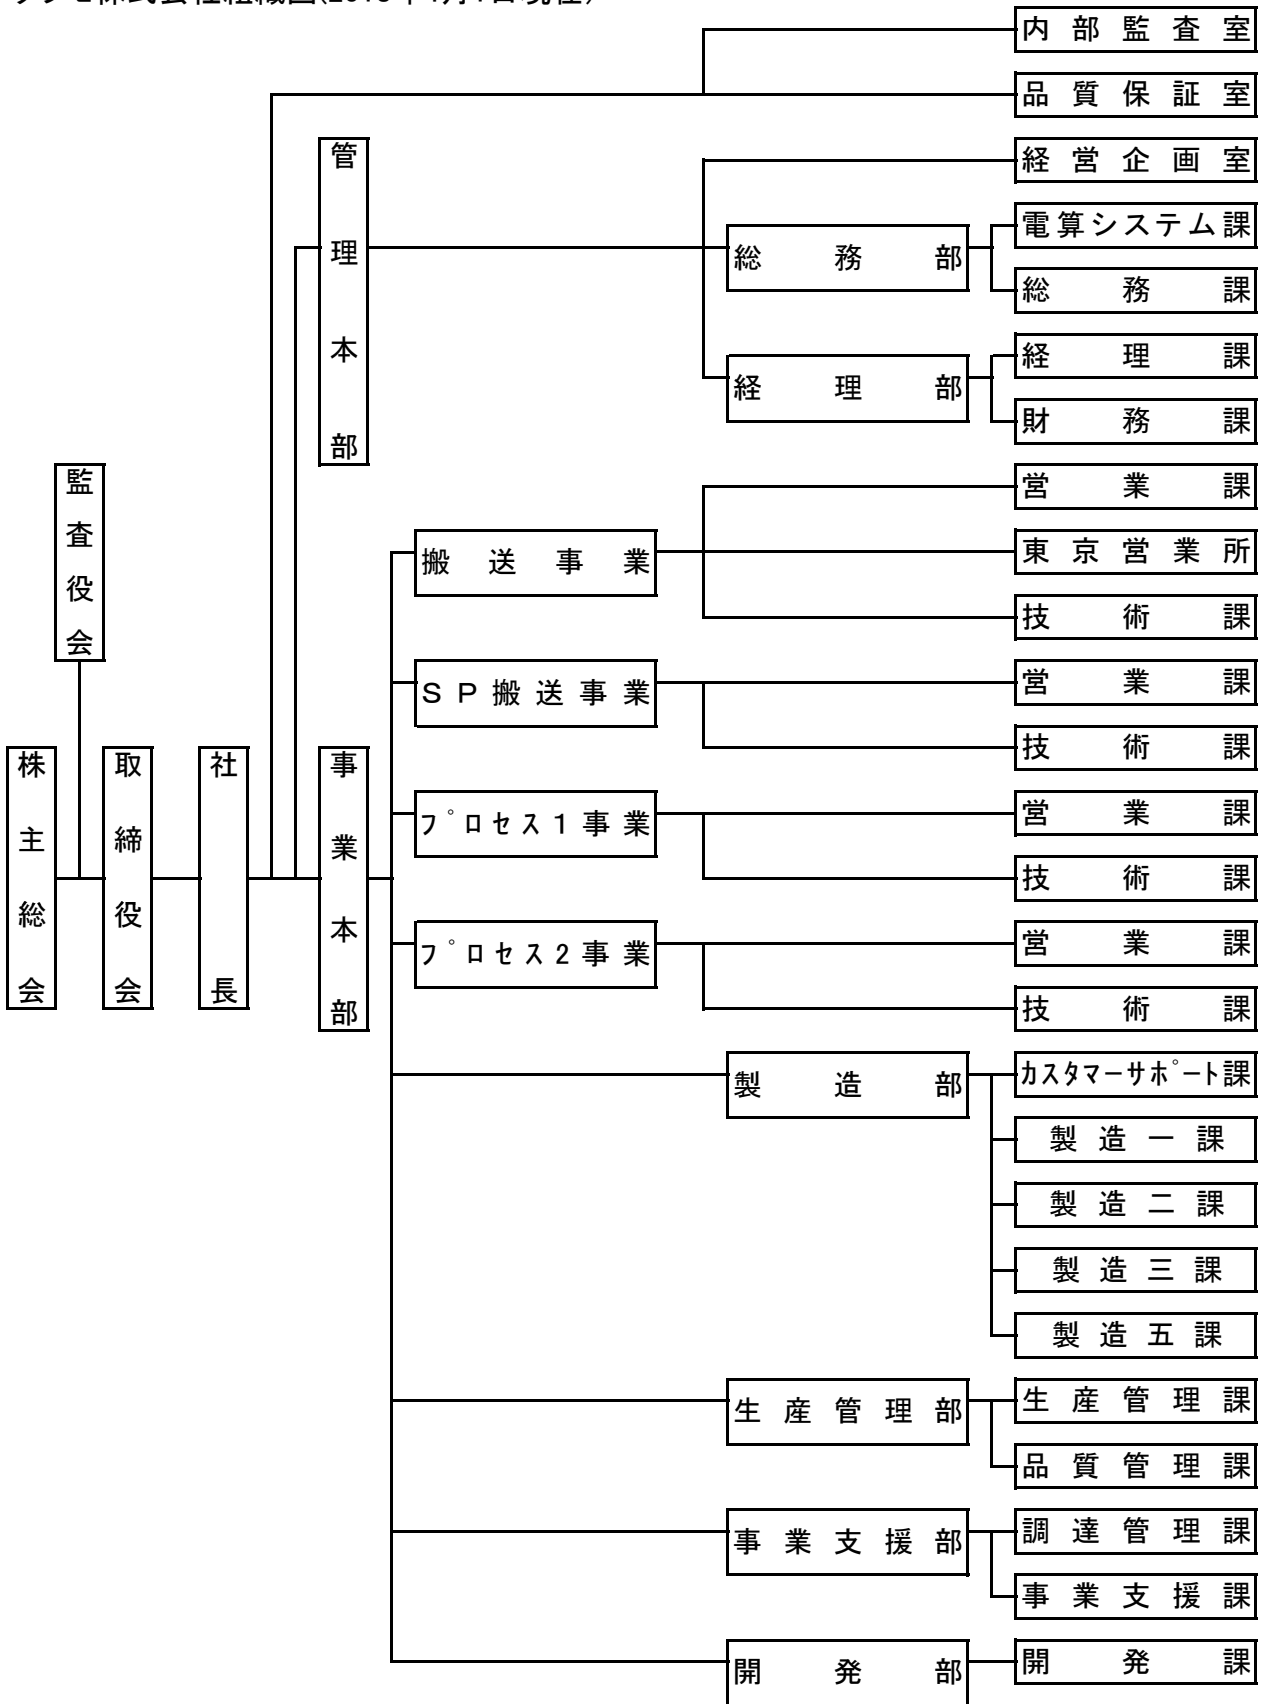 株式会社組織図
内部監査室
品質保証室
管理本部
経営企画室
電算システム課
総務部
総務課
経理課
経理部
財務課
監査役会
営業課
搬送事業
東京営業所
技術課
SP搬送事業
営業課
技術課
株主総会
取締役会
社長
事業本部
プロセス1事業
営業課
技術課
プロセス2事業
営業課
技術課
製造部
カスタマーサポート課
製造一課
製造二課
製造三課
製造五課
生産管理部
生産管理課
品質管理課
事業支援部
調達管理課
事業支援課
開発部
開発課